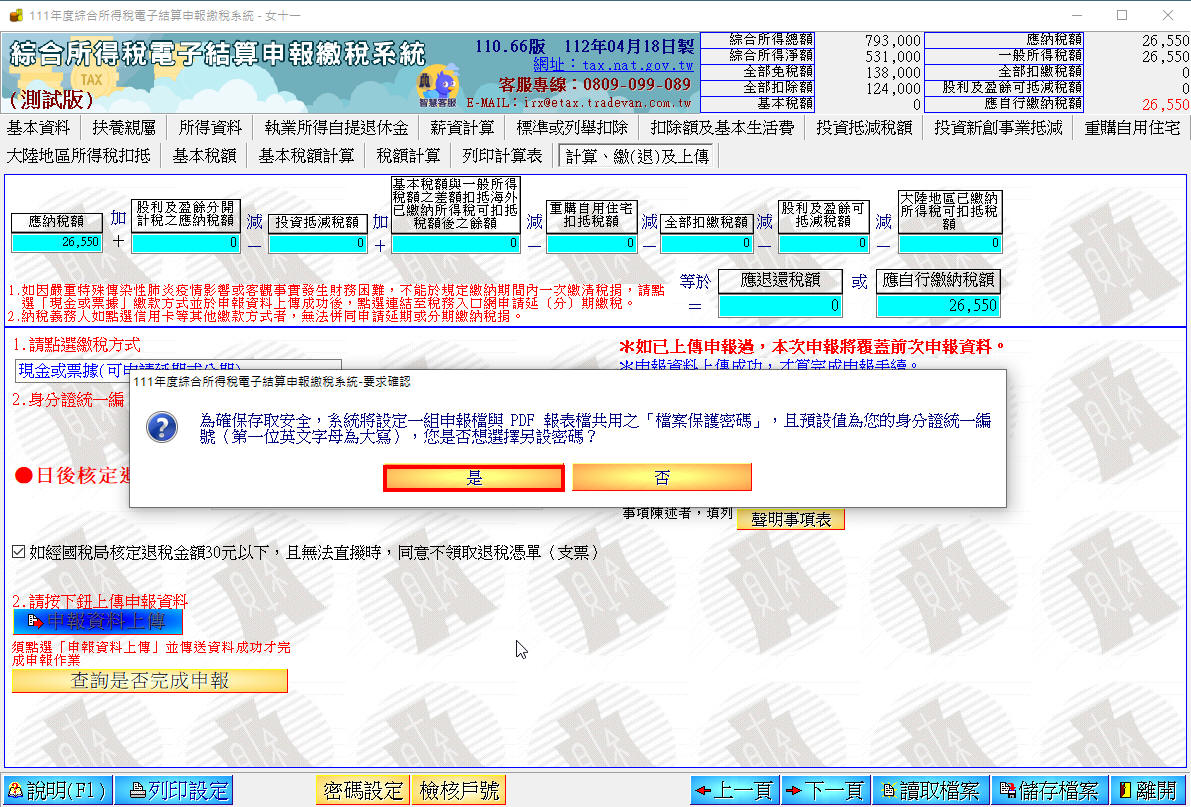 111年度綜合所得稅電子結算申報繳稅系統 - 女十一
綜合所得稅電子結算申報繳稅系統
TAX
(測試版)
110.66版 112年04月18日製
網址：tax.nat.gov.tw
客服專線：0809-099-089
E-MAIL：irx@etax.tradevan.com.tw
智慧客服
綜合所得總額 793,000
綜合所得淨額 531,000
全部免稅額 138,000
全部扣除額 124,000
基本稅額 0
應納稅額 26,550
一般所得稅額 26,550
全部扣繳稅額 0
股利及盈餘可抵減稅額 0
應自行繳納稅額 26,550
基本資料 扶養親屬 所得資料 執業所得自提退休金 薪資計算 標準或列舉扣除 扣除額及基本生活費 投資抵減稅額 投資新創事業抵減 重購自用住宅
大陸地區所得稅扣抵 基本稅額 基本稅額計算 稅額計算 列印計算表 計算、繳(退)及上傳
應納稅額
26,550
加
＋
股利及盈餘分開
計稅之應納稅額
0
減
－
投資抵減稅額
0
加
＋
基本稅額與一般所得
稅額之差額扣抵海外
已繳納所得稅可扣抵
稅額後之餘額
0
減
－
重購自用住宅
扣抵稅額
0
減
－
全部扣繳稅額
0
減
－
股利及盈餘可
抵減稅額
0
減
－
大陸地區已繳納
所得稅可扣抵稅
額
0
等於
＝
應退還稅額
0
或
應自行繳納稅額
26,550
1.如因嚴重特殊傳染性肺炎疫情影響或客觀事實發生財務困難，不能於規定繳納期間內一次繳清稅捐，請點
選「現金或票據」繳款方式並於申報資料上傳成功後，點選連結至稅務入口網申請延（分）期繳稅。
2.納稅義務人如點選信用卡等其他繳款方式者，無法併同申請延期或分期繳納稅捐。
1.請點選繳稅方式
現金或票據(可申請延期或分期)
＊如已上傳申報過，本次申報將覆蓋前次申報資料。
＊申報資料上傳成功，才算完成申報手續。
2.身分證統一編
●日後核定退
111年度綜合所得稅電子結算申報繳稅系統-要求確認
?
為確保存取安全，系統將設定一組申報檔與 PDF 報表檔共用之「檔案保護密碼」，且預設值為您的身分證統一編
號（第一位英文字母為大寫），您是否想選擇另設密碼？
是 否
事項陳述者，填列 聲明事項表
如經國稅局核定退稅金額30元以下，且無法直撥時，同意不領取退稅憑單（支票）
2.請按下鈕上傳申報資料
申報資料上傳
須點選「申報資料上傳」並傳送資料成功才完
成申報作業
查詢是否完成申報
說明(F1) 列印設定 密碼設定 檢核戶號 上一頁 下一頁 讀取檔案 儲存檔案 離開